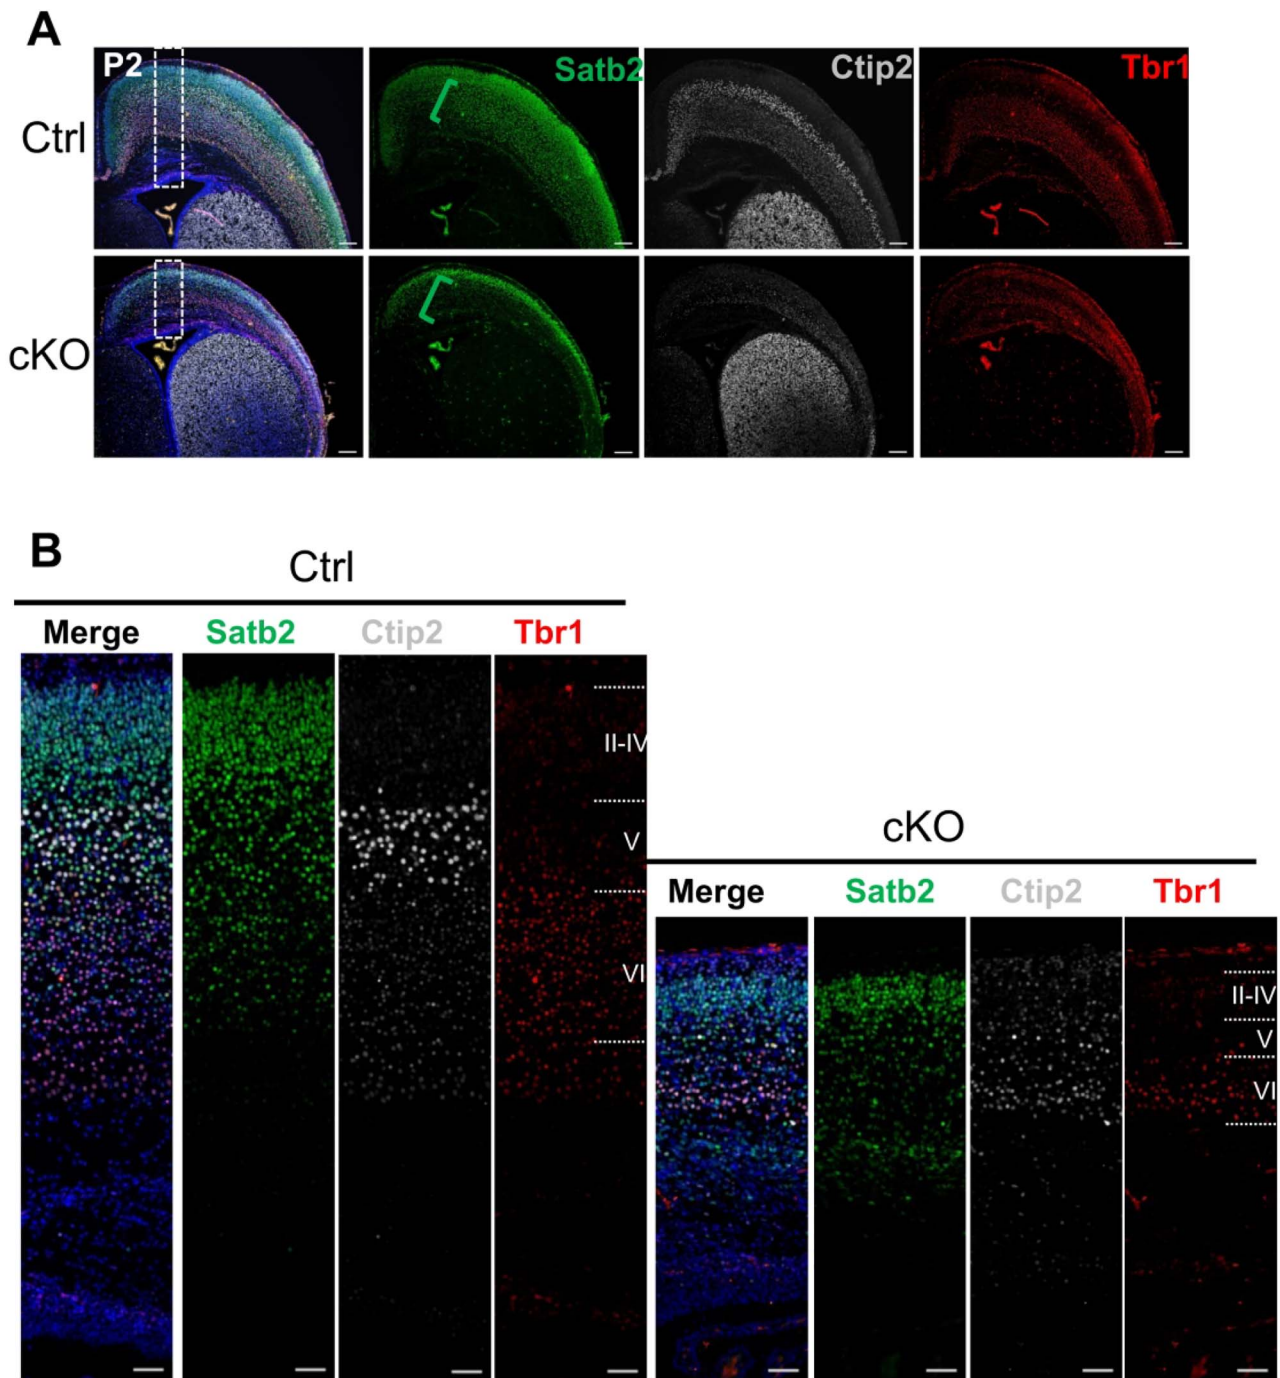 A
P2
Satb2
Ctip2
Tbr1
Ctrl
cKO
B
Ctrl
Merge
Satb2
Ctip2
Tbr1
II-IV
V
VI
cKO
Merge
Satb2
Ctip2
Tbr1
II-IV
V
VI